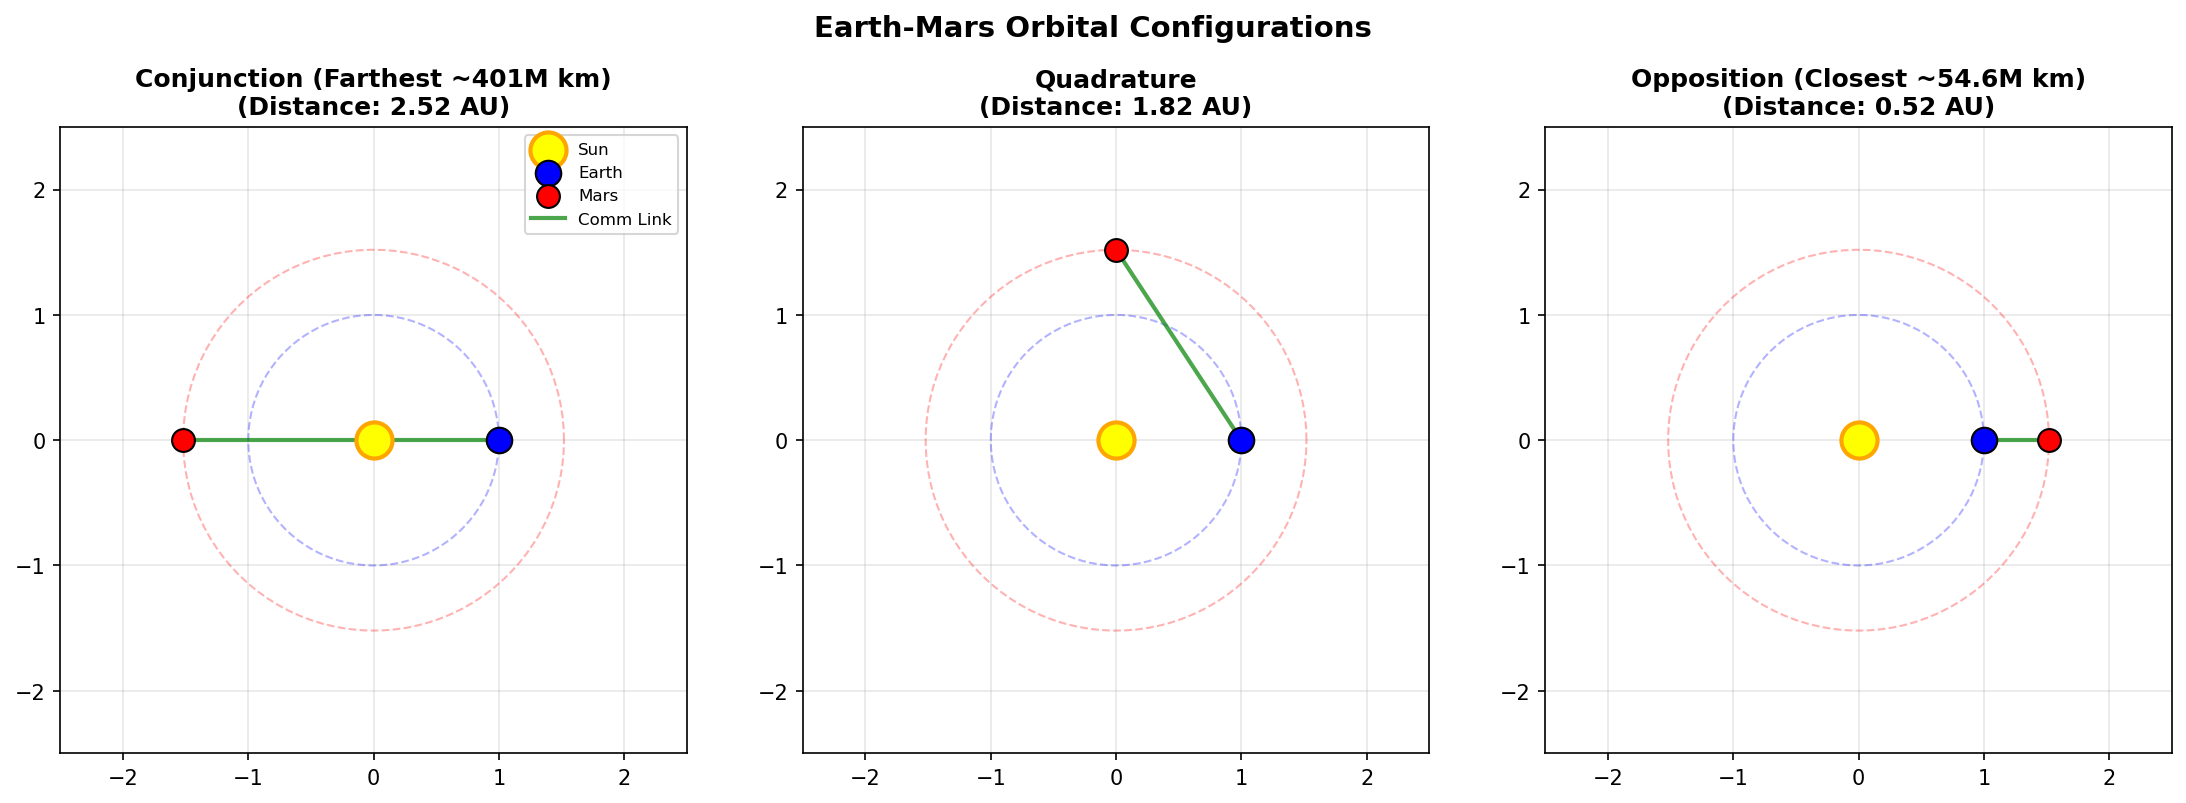 Earth-Mars Orbital Configurations
Conjunction (Farthest ~401M km)
(Distance: 2.52 AU)
Sun
Earth
Mars
Comm Link
2
1
0
−1
−2
−2 −1 0 1 2
Quadrature
(Distance: 1.82 AU)
2
1
0
−1
−2
−2 −1 0 1 2
Opposition (Closest ~54.6M km)
(Distance: 0.52 AU)
2
1
0
−1
−2
−2 −1 0 1 2